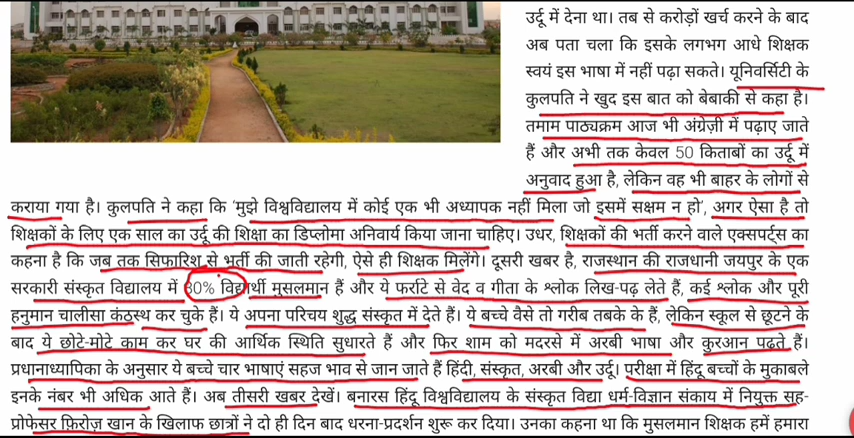 उर्दू में देना था। तब से करोड़ों खर्च करने के बाद
अब पता चला कि इसके लगभग आधे शिक्षक
स्वयं इस भाषा में नहीं पढ़ा सकते। यूनिवर्सिटी के
कुलपति ने खुद इस बात को बेबाकी से कहा है।
तमाम पाठ्यक्रम आज भी अंग्रेज़ी में पढ़ाए जाते
हैं और अभी तक केवल 50 किताबों का उर्दू में
अनुवाद हुआ है, लेकिन वह भी बाहर के लोगों से
कराया गया है। कुलपति ने कहा कि 'मुझे विश्वविद्यालय में कोई एक भी अध्यापक नहीं मिला जो इसमें सक्षम न हो', अगर ऐसा है तो
शिक्षकों के लिए एक साल का उर्दू की शिक्षा का डिप्लोमा अनिवार्य किया जाना चाहिए। उधर, शिक्षकों की भर्ती करने वाले एक्सपर्ट्स का
कहना है कि जब तक सिफारिश से भर्ती की जाती रहेगी, ऐसे ही शिक्षक मिलेंगे। दूसरी खबर है, राजस्थान की राजधानी जयपुर के एक
सरकारी संस्कृत विद्यालय में 80% विद्यार्थी मुसलमान हैं और ये फर्राटे से वेद व गीता के श्लोक लिख-पढ़ लेते हैं, कई श्लोक और पूरी
हनुमान चालीसा कंठस्थ कर चुके हैं। ये अपना परिचय शुद्ध संस्कृत में देते हैं। ये बच्चे वैसे तो गरीब तबके के हैं, लेकिन स्कूल से छूटने के
बाद ये छोटे-मोटे काम कर घर की आर्थिक स्थिति सुधारते हैं और फिर शाम को मदरसे में अरबी भाषा और कुरआन पढ़ते हैं।
प्रधानाध्यापिका के अनुसार ये बच्चे चार भाषाएं सहज भाव से जान जाते हैं हिंदी, संस्कृत, अरबी और उर्दू। परीक्षा में हिंदू बच्चों के मुकाबले
इनके नंबर भी अधिक आते हैं। अब तीसरी खबर देखें। बनारस हिंदू विश्वविद्यालय के संस्कृत विद्या धर्म-विज्ञान संकाय में नियुक्त सह-
प्रोफेसर फ़िरोज़ खान के खिलाफ छात्रों ने दो ही दिन बाद धरना-प्रदर्शन शुरू कर दिया। उनका कहना था कि मुसलमान शिक्षक हमें हमारा